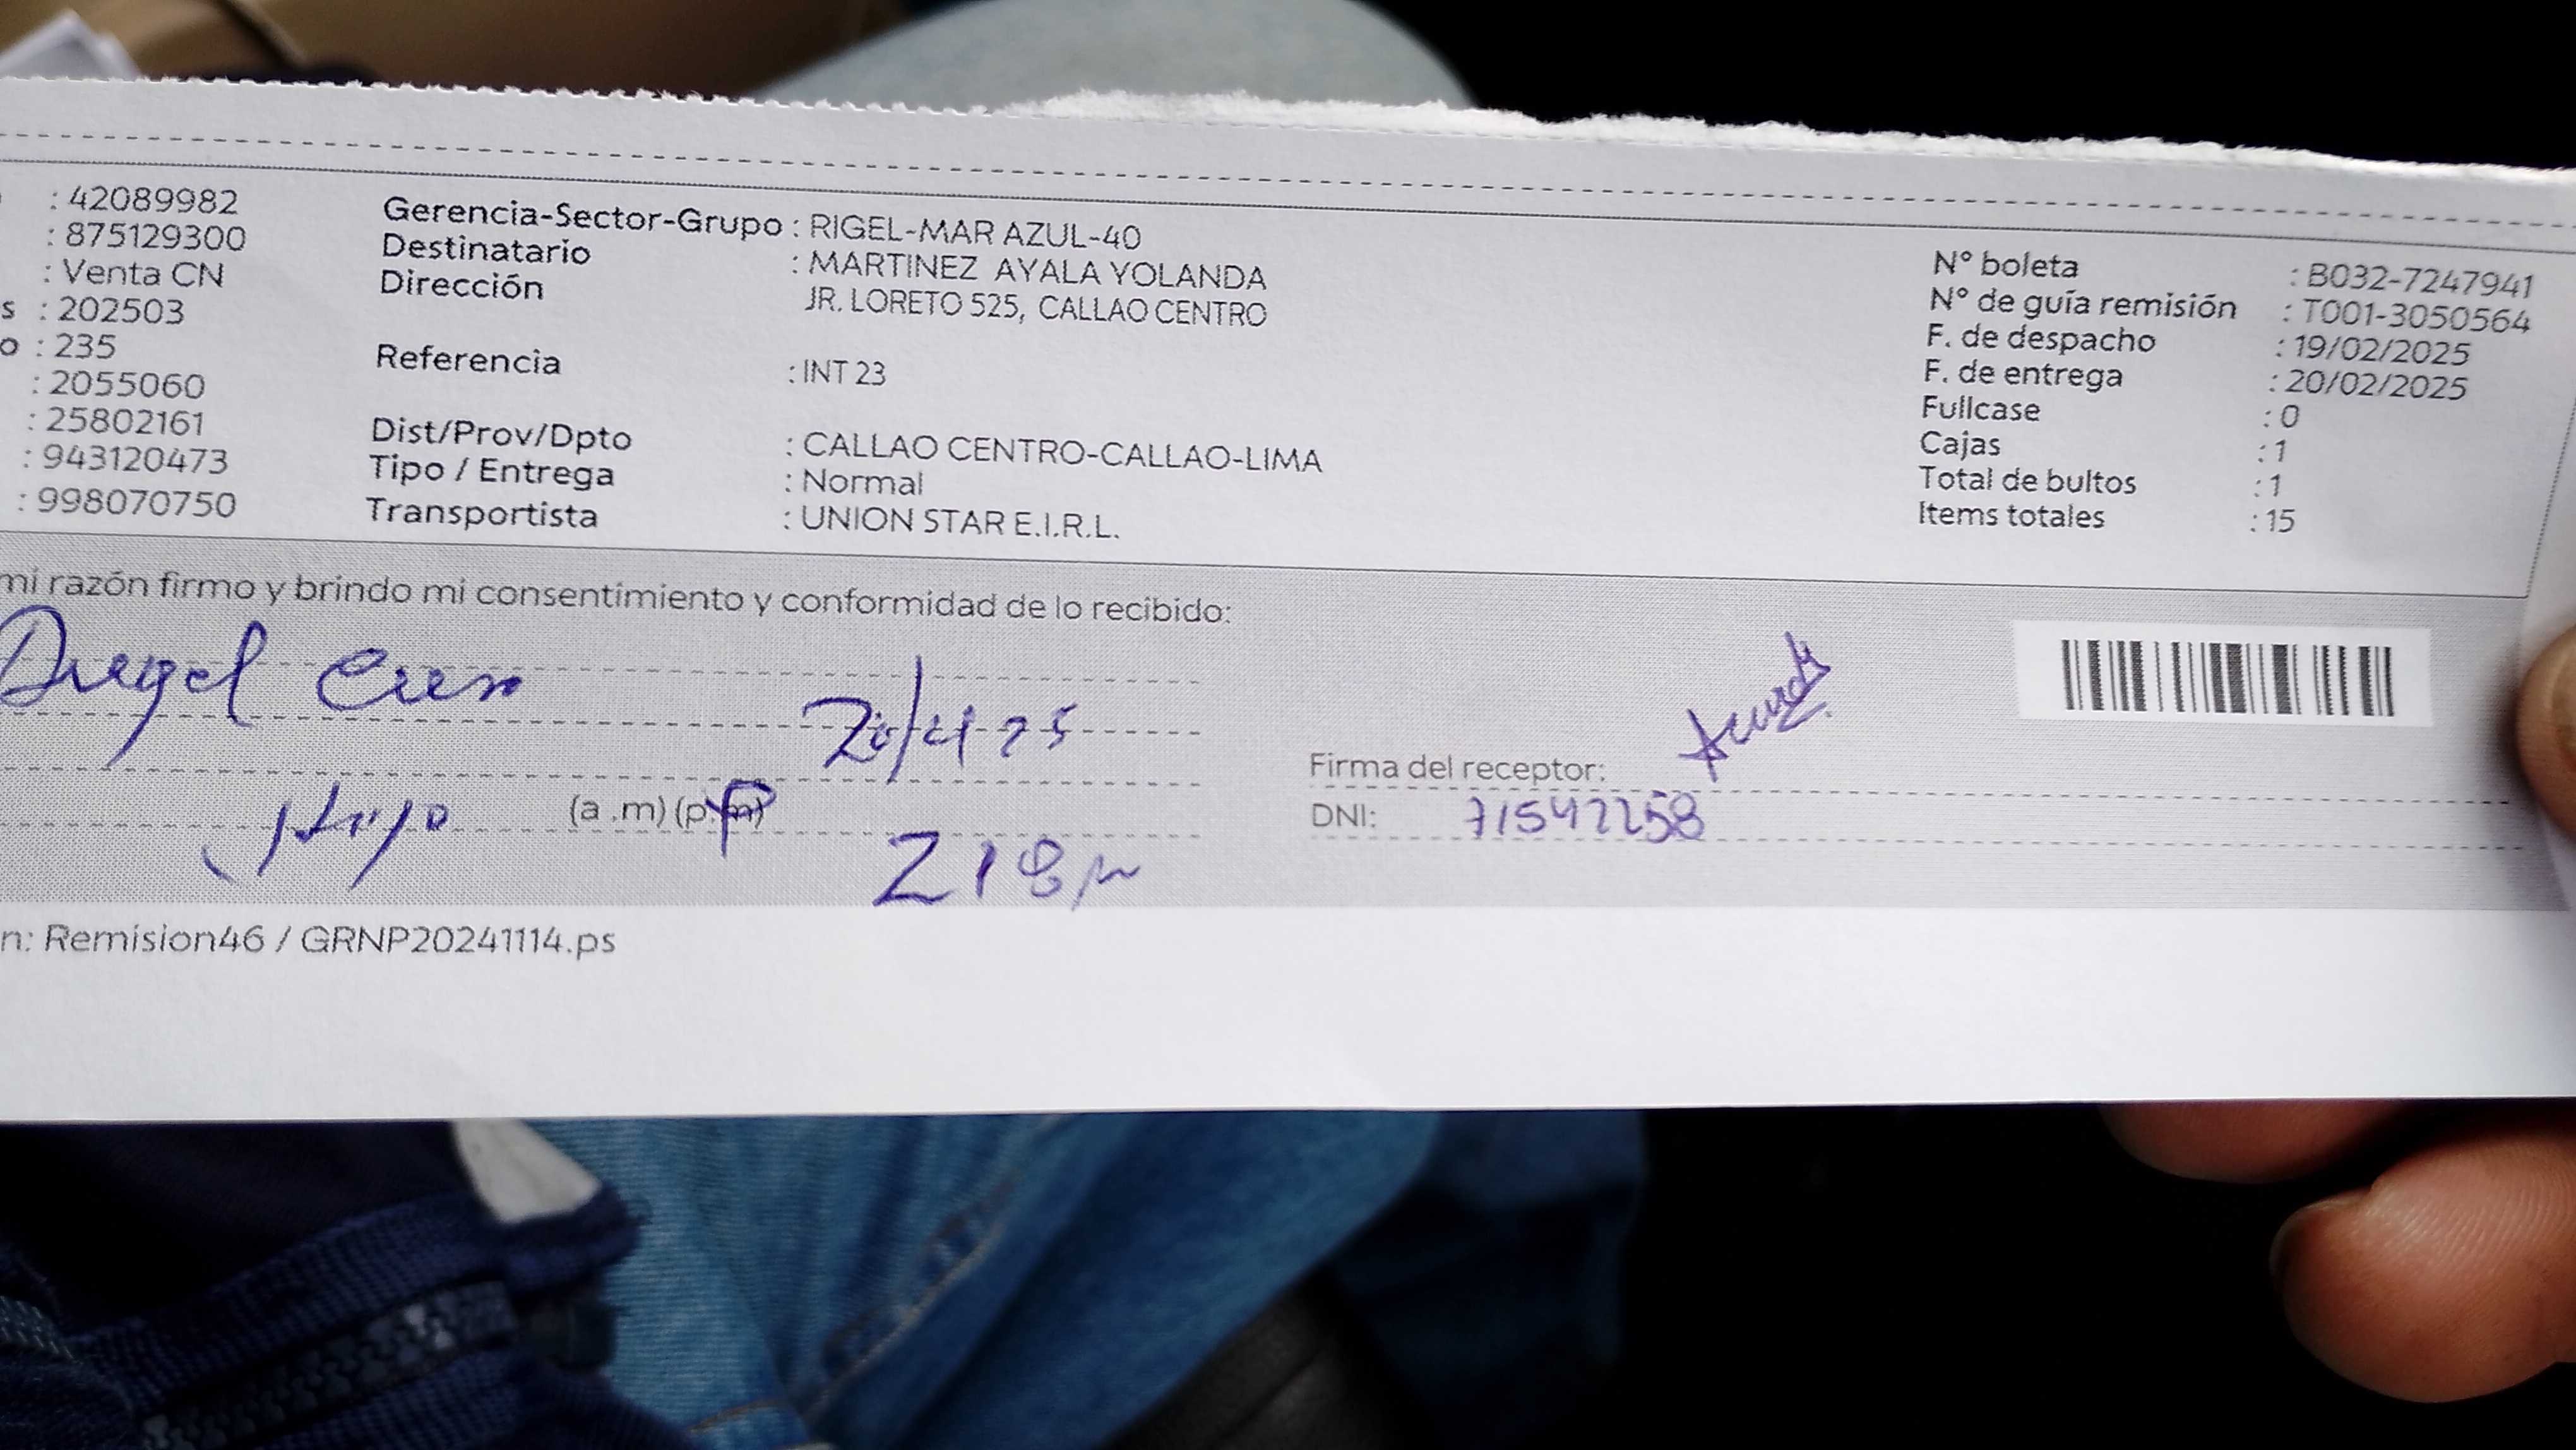 : 42089982
: 875129300
: Venta CN
s : 202503
o : 235
: 2055060
: 25802161
: 943120473
: 998070750
Gerencia-Sector-Grupo : RIGEL-MAR AZUL-40
Destinatario : MARTINEZ AYALA YOLANDA
Dirección JR. LORETO 525, CALLAO CENTRO
Referencia : INT 23
Dist/Prov/Dpto : CALLAO CENTRO-CALLAO-LIMA
Tipo / Entrega : Normal
Transportista : UNION STAR E.I.R.L.
N° boleta : B032-7247941
N° de guía remisión : T001-3050564
F. de despacho : 19/02/2025
F. de entrega : 20/02/2025
Fullcase : 0
Cajas : 1
Total de bultos : 1
Items totales : 15
mi razón firmo y brindo mi consentimiento y conformidad de lo recibido:
(a .m) (p.m)
Firma del receptor:
DNI: 71542258
n: Remision46 / GRNP20241114.ps